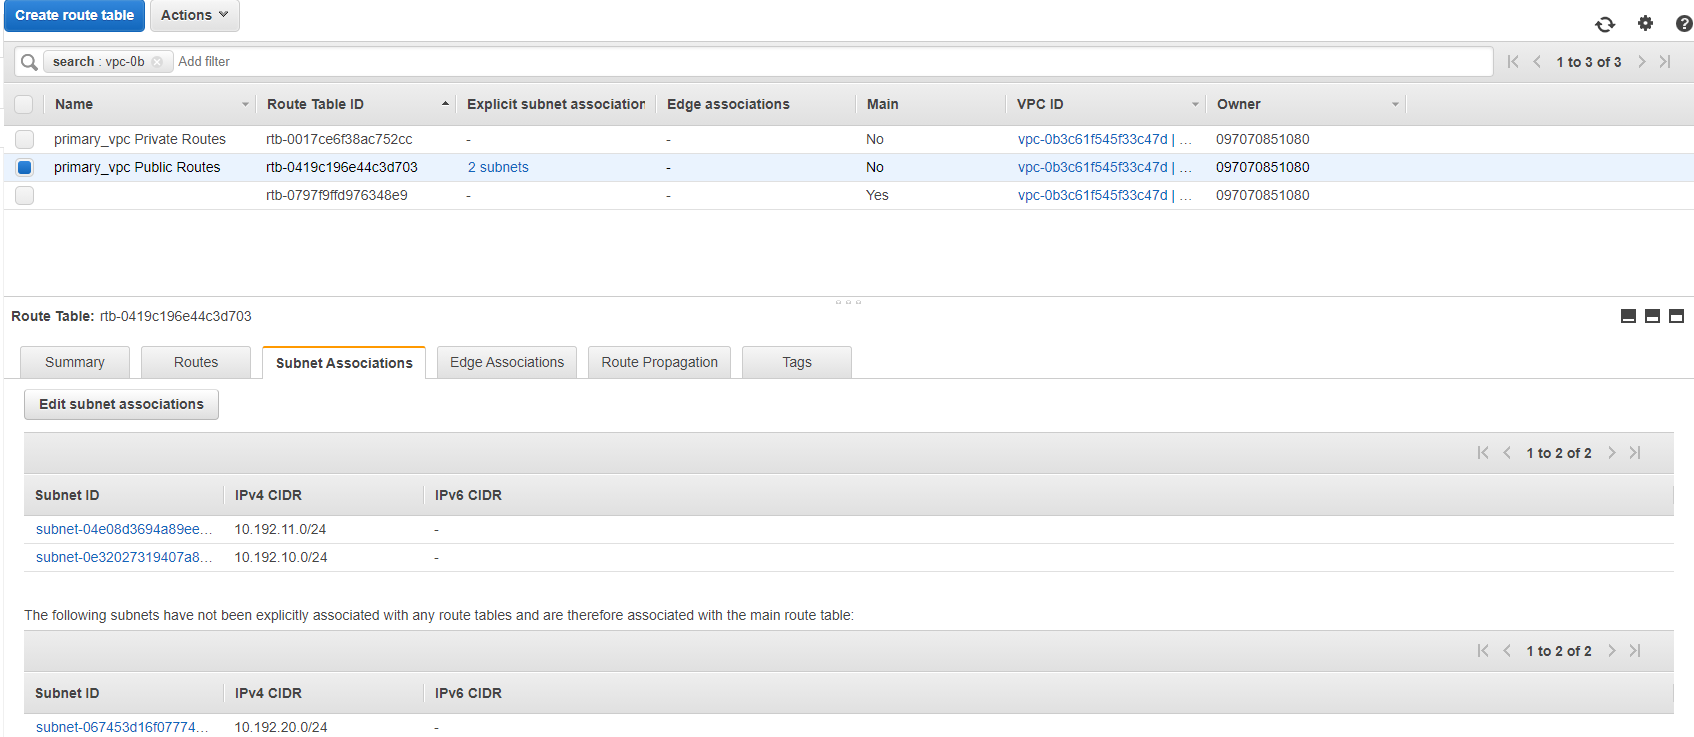 Create route table Actions
search : vpc-0b Add filter 1 to 3 of 3
Name Route Table ID Explicit subnet association Edge associations Main VPC ID Owner
primary_vpc Private Routes rtb-0017ce6f38ac752cc - - No vpc-0b3c61f545f33c47d | ... 097070851080
primary_vpc Public Routes rtb-0419c196e44c3d703 2 subnets - No vpc-0b3c61f545f33c47d | ... 097070851080
rtb-0797f9ffd976348e9 - - Yes vpc-0b3c61f545f33c47d | ... 097070851080
Route Table: rtb-0419c196e44c3d703
Summary Routes Subnet Associations Edge Associations Route Propagation Tags
Edit subnet associations
1 to 2 of 2
Subnet ID IPv4 CIDR IPv6 CIDR
subnet-04e08d3694a89ee... 10.192.11.0/24 -
subnet-0e32027319407a8... 10.192.10.0/24 -
The following subnets have not been explicitly associated with any route tables and are therefore associated with the main route table:
1 to 2 of 2
Subnet ID IPv4 CIDR IPv6 CIDR
subnet-067453d16f07774... 10.192.20.0/24 -